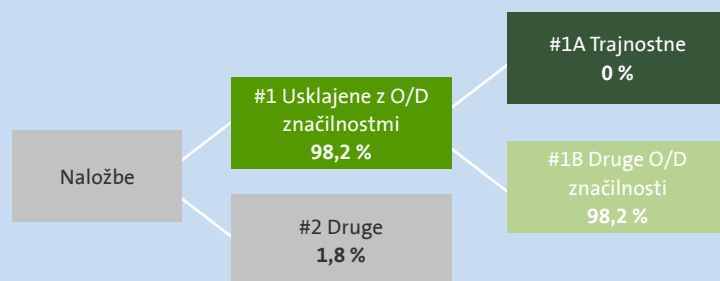 #1A Trajnostne
0 %
#1 Usklajene z O/D
značilnostmi
98,2 %
Naložbe
#1B Druge O/D
značilnosti
98,2 %
#2 Druge
1,8 %